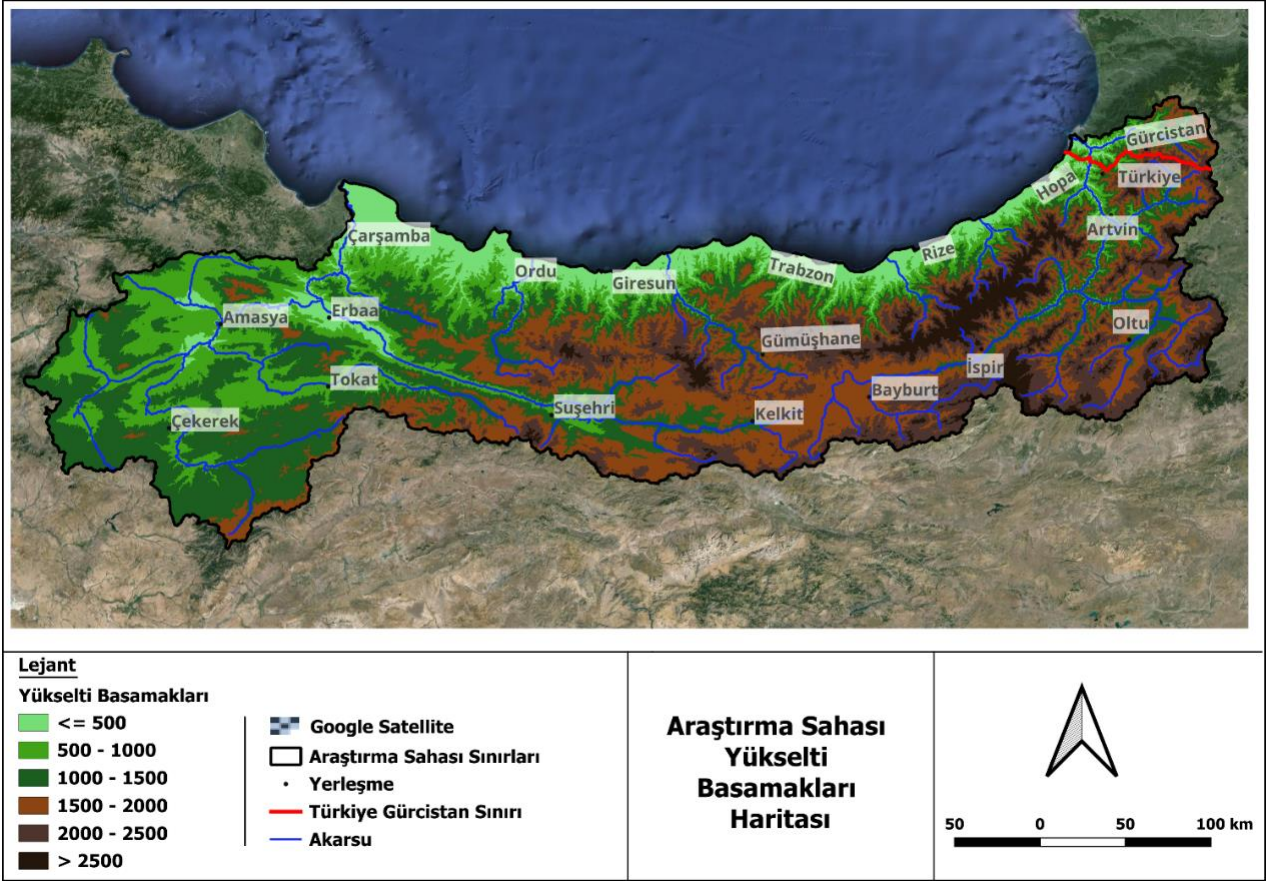 Gürcistan
Türkiye
Hopa
Artvin
Çarşamba
Rize
Ordu
Trabzon
Giresun
Erbaa
Amasya
Oltu
Gümüşhane
İspir
Tokat
Bayburt
Suşehri
Kelkit
Çekerek
Lejant
Yükselti Basamakları
<= 500
500 - 1000
1000 - 1500
1500 - 2000
2000 - 2500
> 2500
Google Satellite
Araştırma Sahası Sınırları
Yerleşme
Türkiye Gürcistan Sınırı
Akarsu
Araştırma Sahası
Yükselti
Basamakları
Haritası
50 0 50 100 km